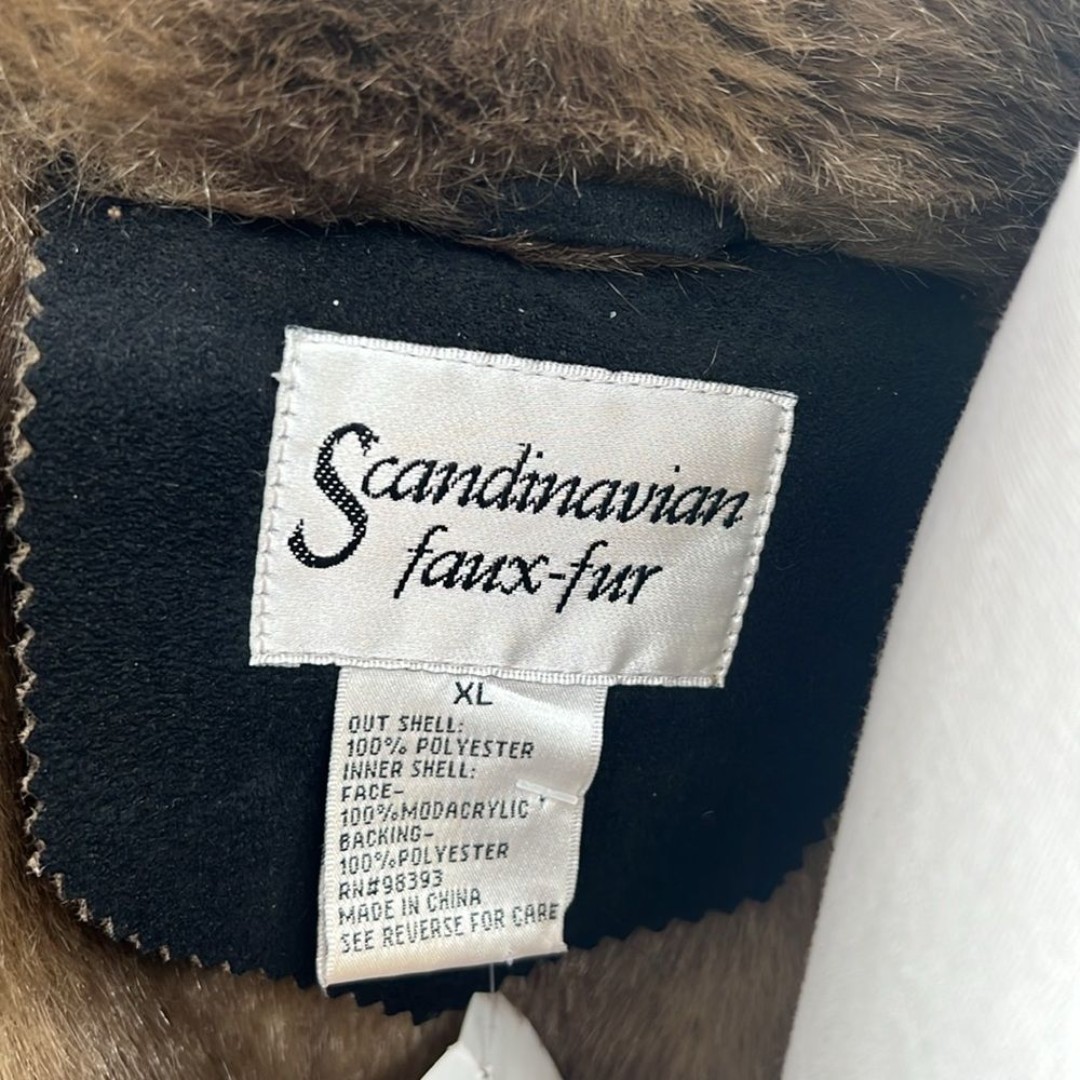 Scandinavian
faux-fur
XL
OUT SHELL:
100% POLYESTER
INNER SHELL:
FACE-
100%MODACRYLIC
BACKING-
100%POLYESTER
RN#98393
MADE IN CHINA
SEE REVERSE FOR CARE